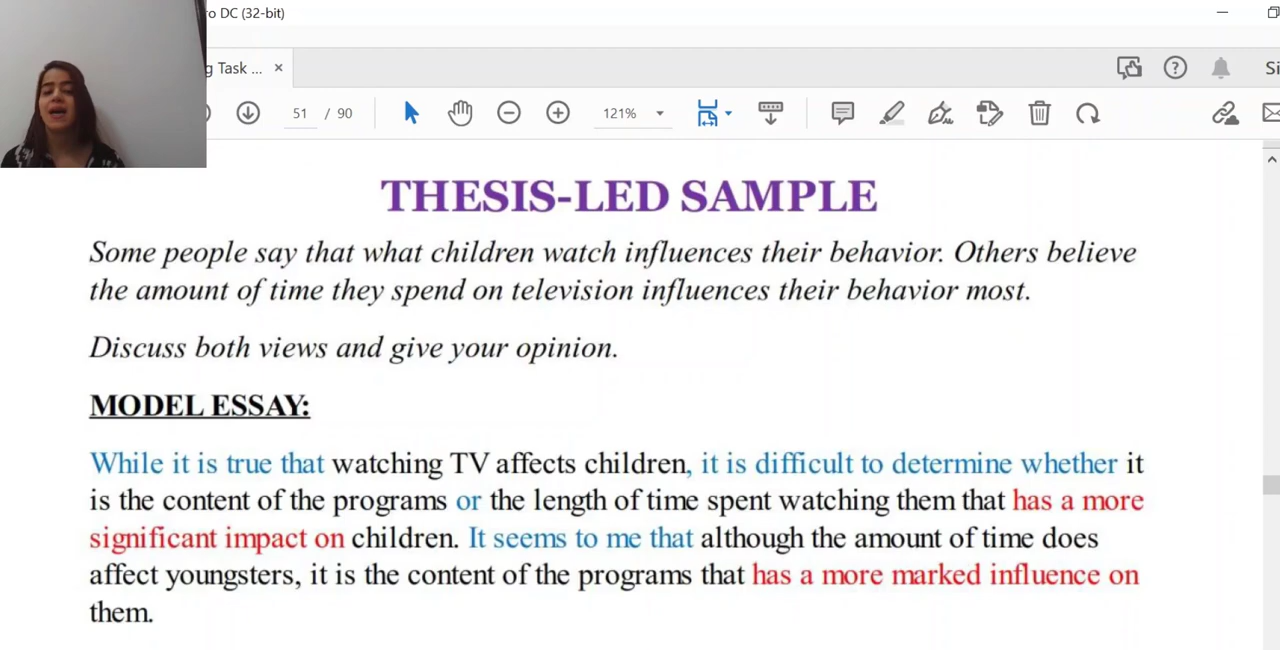 ro DC (32-bit)
g Task ...
Si
51 / 90
121%
THESIS-LED SAMPLE
Some people say that what children watch influences their behavior. Others believe
the amount of time they spend on television influences their behavior most.
Discuss both views and give your opinion.
MODEL ESSAY:
While it is true that watching TV affects children, it is difficult to determine whether it
is the content of the programs or the length of time spent watching them that has a more
significant impact on children. It seems to me that although the amount of time does
affect youngsters, it is the content of the programs that has a more marked influence on
them.